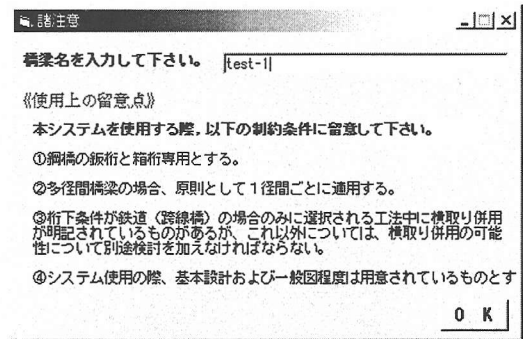 諸注意
橋梁名を入力して下さい。 test-1
《使用上の留意点》
本システムを使用する際，以下の制約条件に留意して下さい。
①鋼橋の鈑桁と箱桁専用とする。
②多径間橋梁の場合、原則として１径間ごとに適用する。
③桁下条件が鉄道（跨線橋）の場合のみに選択される工法中に横取り併用
が明記されているものがあるが、これ以外については、横取り併用の可能
性について別途検討を加えなければならない。
④システム使用の際、基本設計および一般図程度は用意されているものとす
ＯＫ